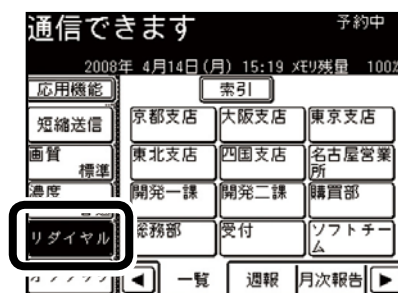 通信できます
予約中
2008年 4月14日(月) 15:19 メモリ残量 100%
応用機能
索引
短縮送信
京都支店
大阪支店
東京支店
画質
標準
東北支店
四国支店
名古屋営業
所
濃度
開発一課
開発二課
購買部
リダイヤル
総務部
受付
ソフトチー
ム
オンフック
一覧
週報
月次報告